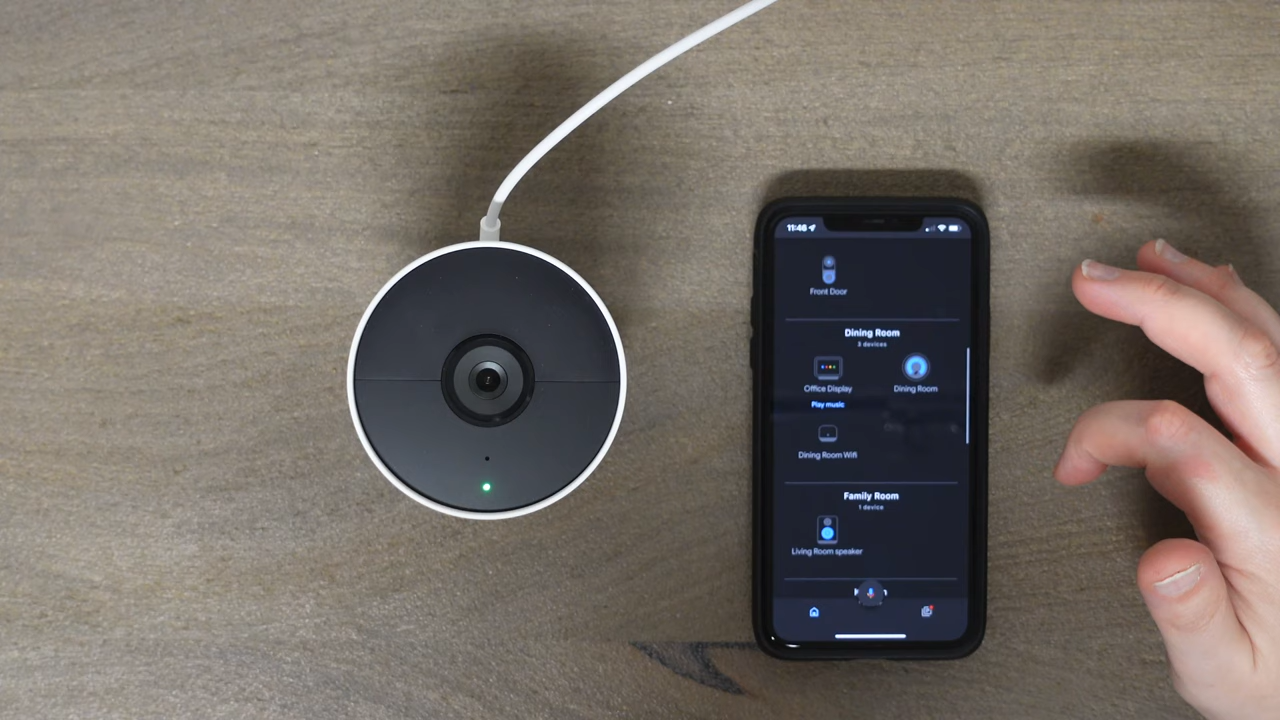 11:46
Front Door
Dining Room
3 devices
Office Display
Dining Room
Play music
Dining Room Wifi
Family Room
1 device
Living Room speaker